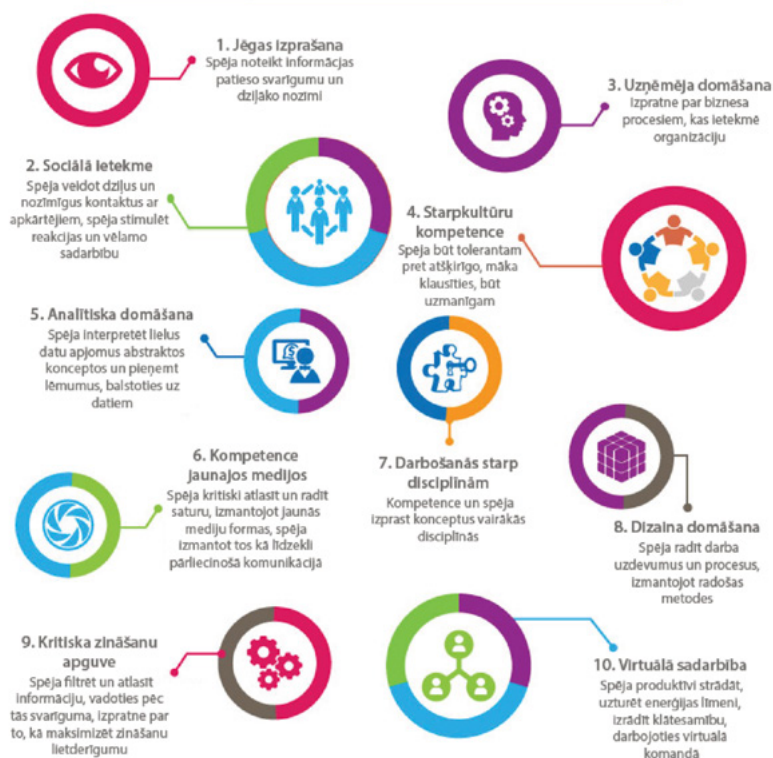 1. Jēgas izprašana
Spēja noteikt informācijas
patieso svarīgumu un
dziļāko nozīmi
2. Sociālā ietekme
Spēja veidot dziļus un
nozīmīgus kontaktus ar
apkārtējiem, spēja stimulēt
reakcijas un vēlamo
sadarbību
3. Uzņēmēja domāšana
Izpratne par biznesa
procesiem, kas ietekmē
organizāciju
4. Starpkultūru
kompetence
Spēja būt tolerantam
pret atšķirīgo, māka
klausīties, būt
uzmanīgam
5. Analītiska domāšana
Spēja interpretēt lielus
datu apjomus abstraktos
konceptos un pieņemt
lēmumus, balstoties uz
datiem
6. Kompetence
jaunajos medijos
Spēja kritiski atlasīt un radīt
saturu, izmantojot jaunās
mediju formas, spēja
izmantot tos kā līdzekli
pārliecinošā komunikācijā
7. Darbošanās starp
disciplīnām
Kompetence un spēja
izprast konceptus vairākās
disciplīnās
8. Dizaina domāšana
Spēja radīt darba
uzdevumus un procesus,
izmantojot radošas
metodes
9. Kritiska zināšanu
apguve
Spēja filtrēt un atlasīt
informāciju, vadoties pēc
tās svarīguma, izpratne par
to, kā maksimizēt zināšanu
lietderīgumu
10. Virtuālā sadarbība
Spēja produktīvi strādāt,
uzturēt enerģijas līmeni,
izrādīt klātesamību,
darbojoties virtuālā
komandā